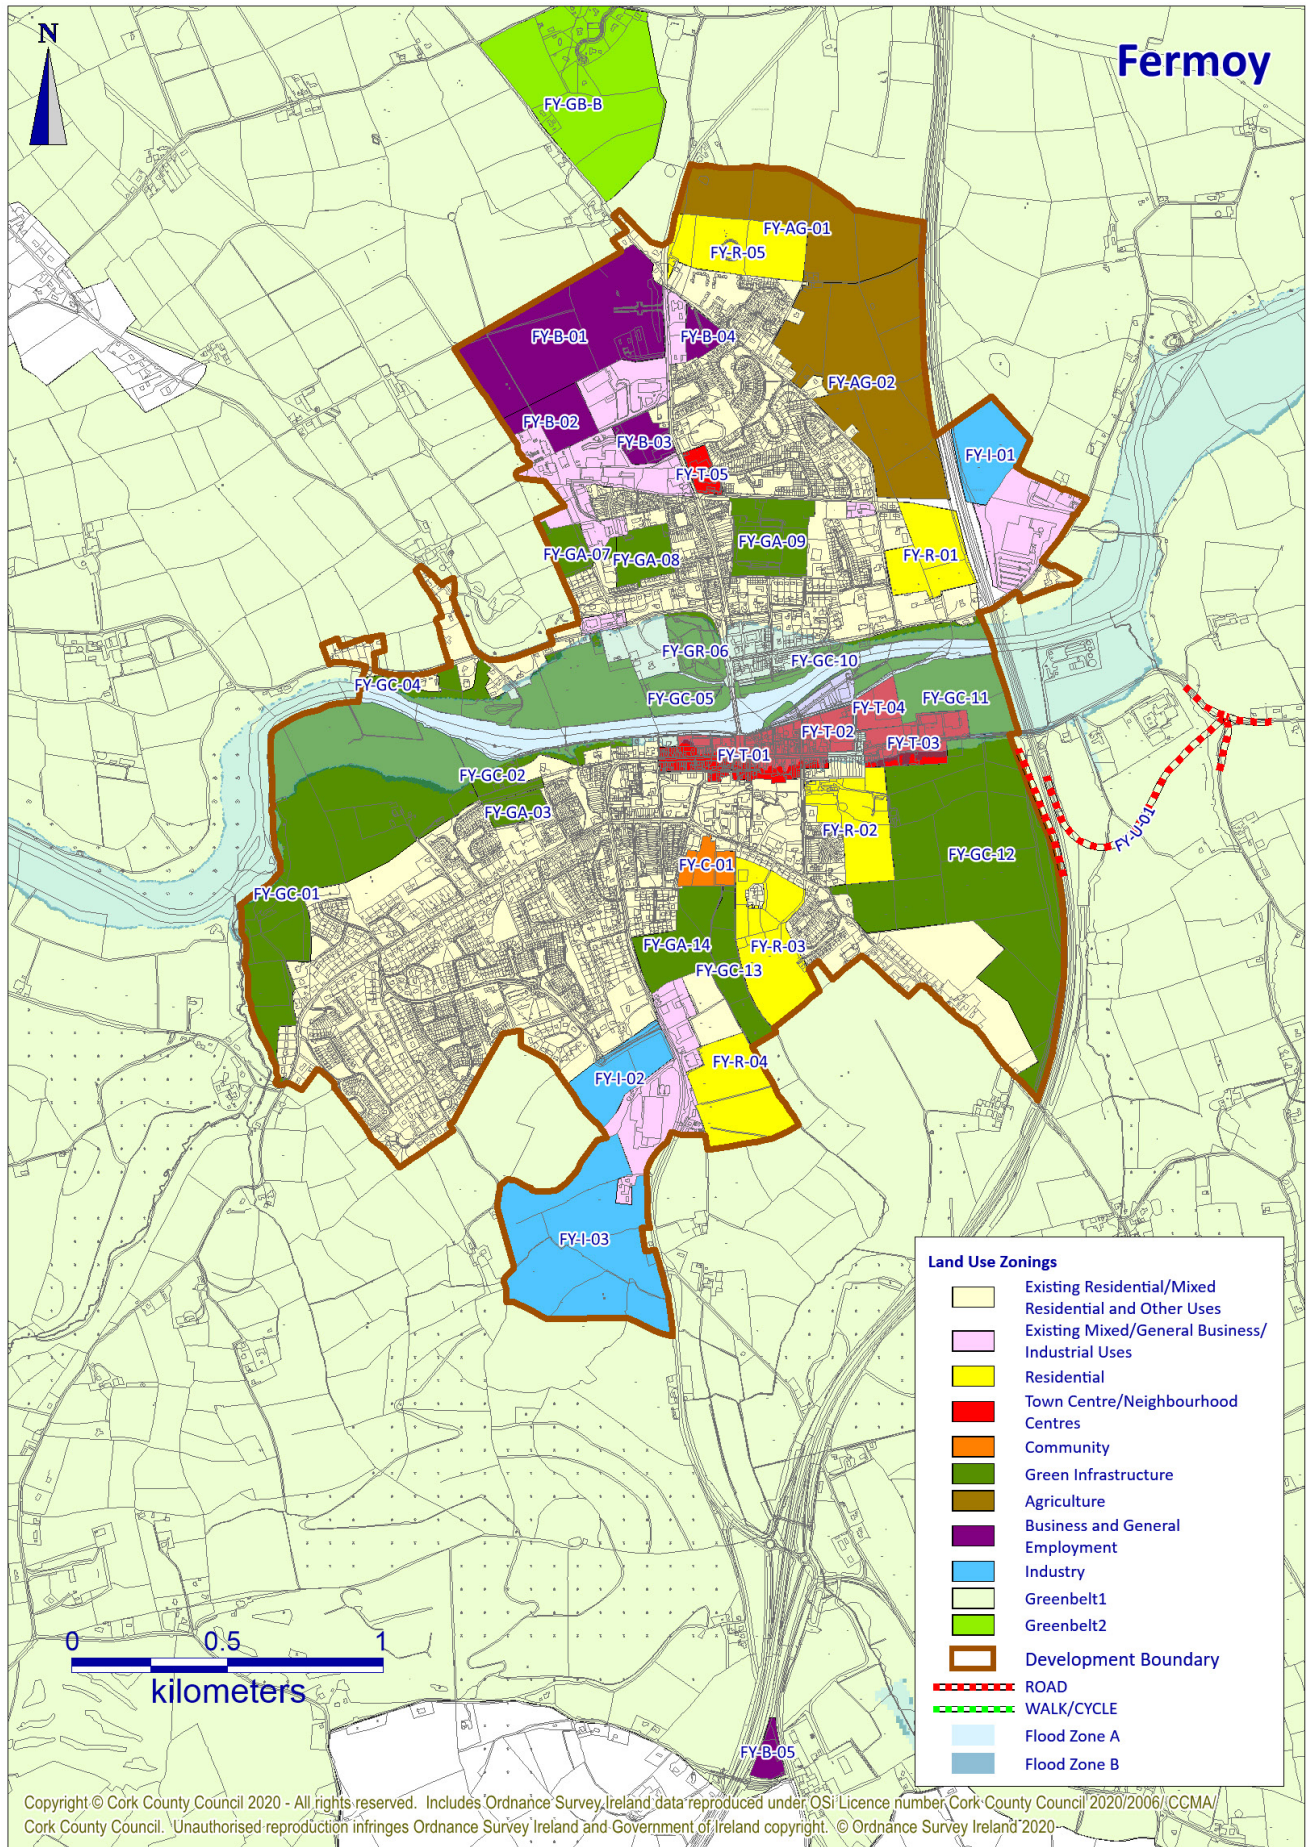 N
Fermoy
FY-GB-B
FY-AG-01
FY-R-05
FY-B-01
FY-B-04
FY-AG-02
FY-B-02
FY-B-03
FY-I-01
FY-T-05
FY-GA-07
FY-GA-08
FY-GA-09
FY-R-01
FY-GR-06
FY-GC-10
FY-GC-04
FY-GC-05
FY-GC-11
FY-T-04
FY-T-02
FY-T-03
FY-T-01
FY-GC-02
FY-GA-03
FY-R-02
FY-U-01
FY-GC-12
FY-C-01
FY-GC-01
FY-GA-14
FY-R-03
FY-GC-13
FY-R-04
FY-I-02
FY-I-03
Land Use Zonings
Existing Residential/Mixed
Residential and Other Uses
Existing Mixed/General Business/
Industrial Uses
Residential
Town Centre/Neighbourhood
Centres
Community
Green Infrastructure
Agriculture
Business and General
Employment
Industry
Greenbelt1
Greenbelt2
Development Boundary
ROAD
WALK/CYCLE
Flood Zone A
Flood Zone B
0 0.5 1
kilometers
FY-B-05
Copyright © Cork County Council 2020 - All rights reserved. Includes Ordnance Survey Ireland data reproduced under OSi Licence number Cork County Council 2020/2006/ CCMA/
Cork County Council. Unauthorised reproduction infringes Ordnance Survey Ireland and Government of Ireland copyright. © Ordnance Survey Ireland 2020